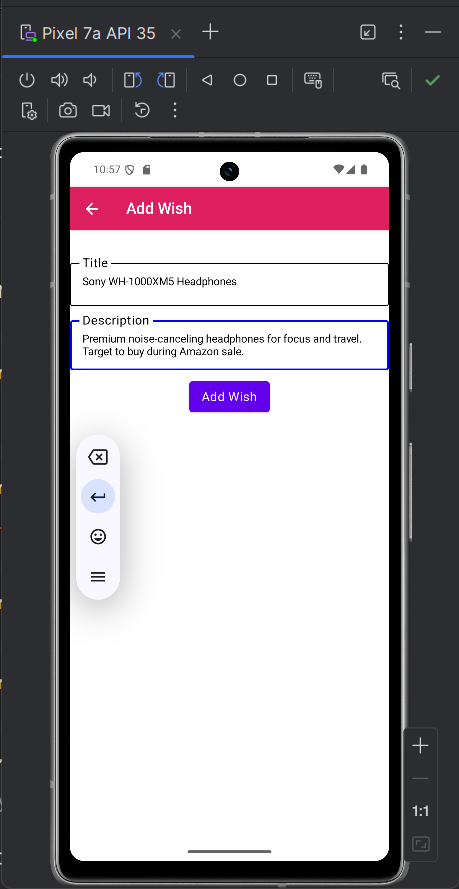 Pixel 7a API 35
10:57
Add Wish
Title
Sony WH-1000XM5 Headphones
Description
Premium noise-canceling headphones for focus and travel.
Target to buy during Amazon sale.
Add Wish
1:1